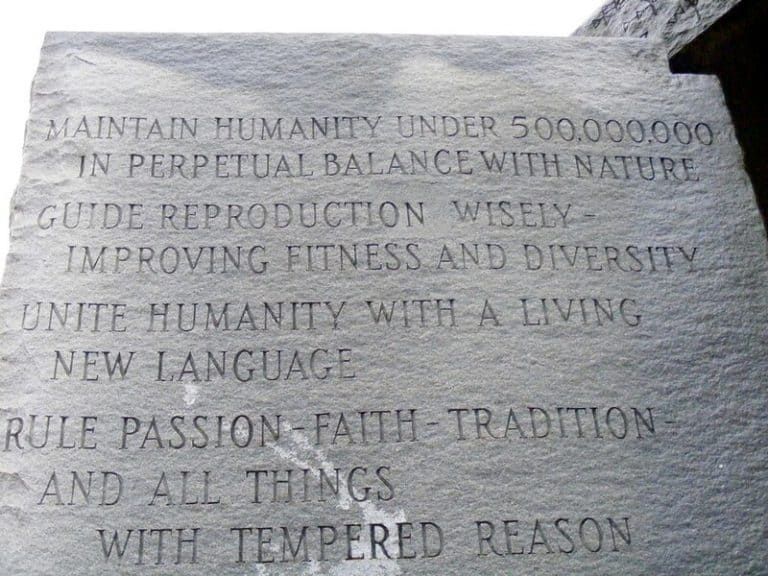 MAINTAIN HUMANITY UNDER 500,000,000
IN PERPETUAL BALANCE WITH NATURE
GUIDE REPRODUCTION WISELY -
IMPROVING FITNESS AND DIVERSITY
UNITE HUMANITY WITH A LIVING
NEW LANGUAGE
RULE PASSION - FAITH - TRADITION -
AND ALL THINGS
WITH TEMPERED REASON